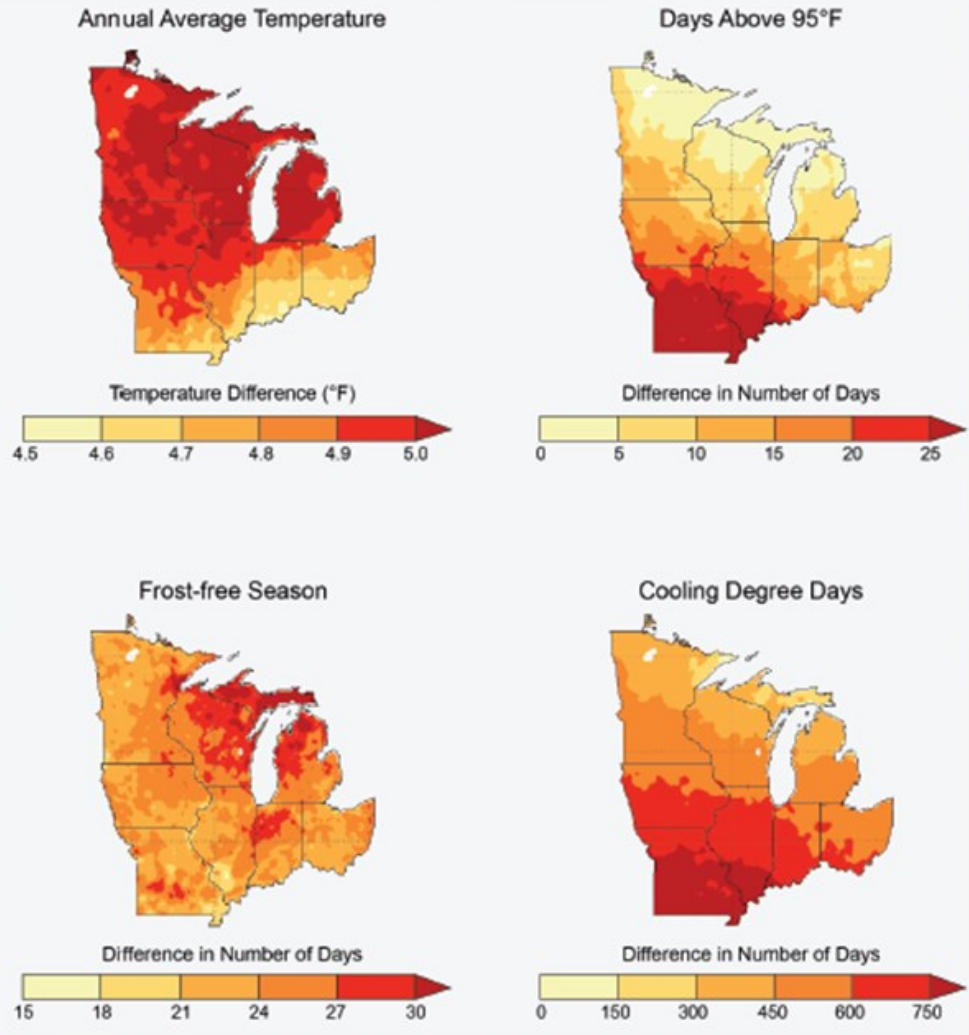 Annual Average Temperature
Days Above 95°F
Temperature Difference (°F)
4.5 4.6 4.7 4.8 4.9 5.0
Difference in Number of Days
0 5 10 15 20 25
Frost-free Season
Cooling Degree Days
Difference in Number of Days
15 18 21 24 27 30
Difference in Number of Days
0 150 300 450 600 750